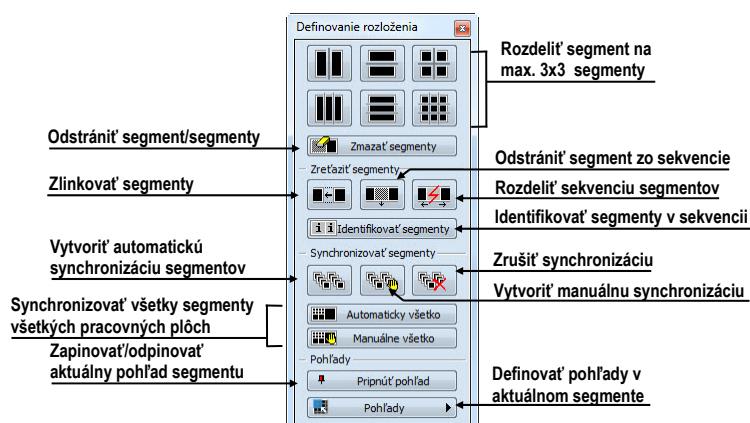 Definovanie rozloženia
Rozdeliť segment na
max. 3x3 segmenty
Odstrániť segment/segmenty
Zmazať segmenty
Zreťaziť segmenty
Odstrániť segment zo sekvencie
Zlinkovať segmenty
Rozdeliť sekvenciu segmentov
Identifikovať segmenty
Identifikovať segmenty v sekvencii
Vytvoriť automatickú
synchronizáciu segmentov
Synchronizovať segmenty
Zrušiť synchronizáciu
Vytvoriť manuálnu synchronizáciu
Synchronizovať všetky segmenty
všetkých pracovných plôch
Automaticky všetko
Manuálne všetko
Zapinovať/odpinovať
aktuálny pohľad segmentu
Pohľady
Pripnúť pohľad
Definovať pohľady v
aktuálnom segmente
Pohľady